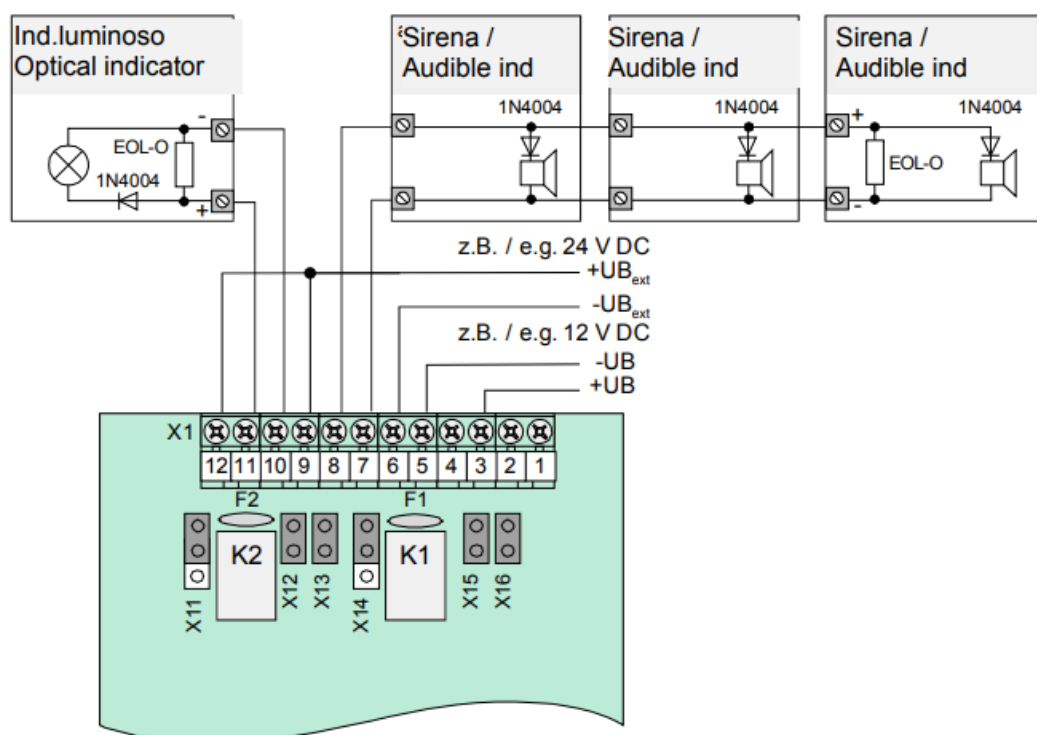 Ind.luminoso
Optical indicator
Sirena /
Audible ind
Sirena /
Audible ind
Sirena /
Audible ind
-
EOL-O
1N4004
+
1N4004
1N4004
+
EOL-O
-
1N4004
z.B. / e.g. 24 V DC
+UBext
-UBext
z.B. / e.g. 12 V DC
-UB
+UB
X1
12 11 10 9 8 7 6 5 4 3 2 1
F2
F1
K2
K1
X11
X12
X13
X14
X15
X16